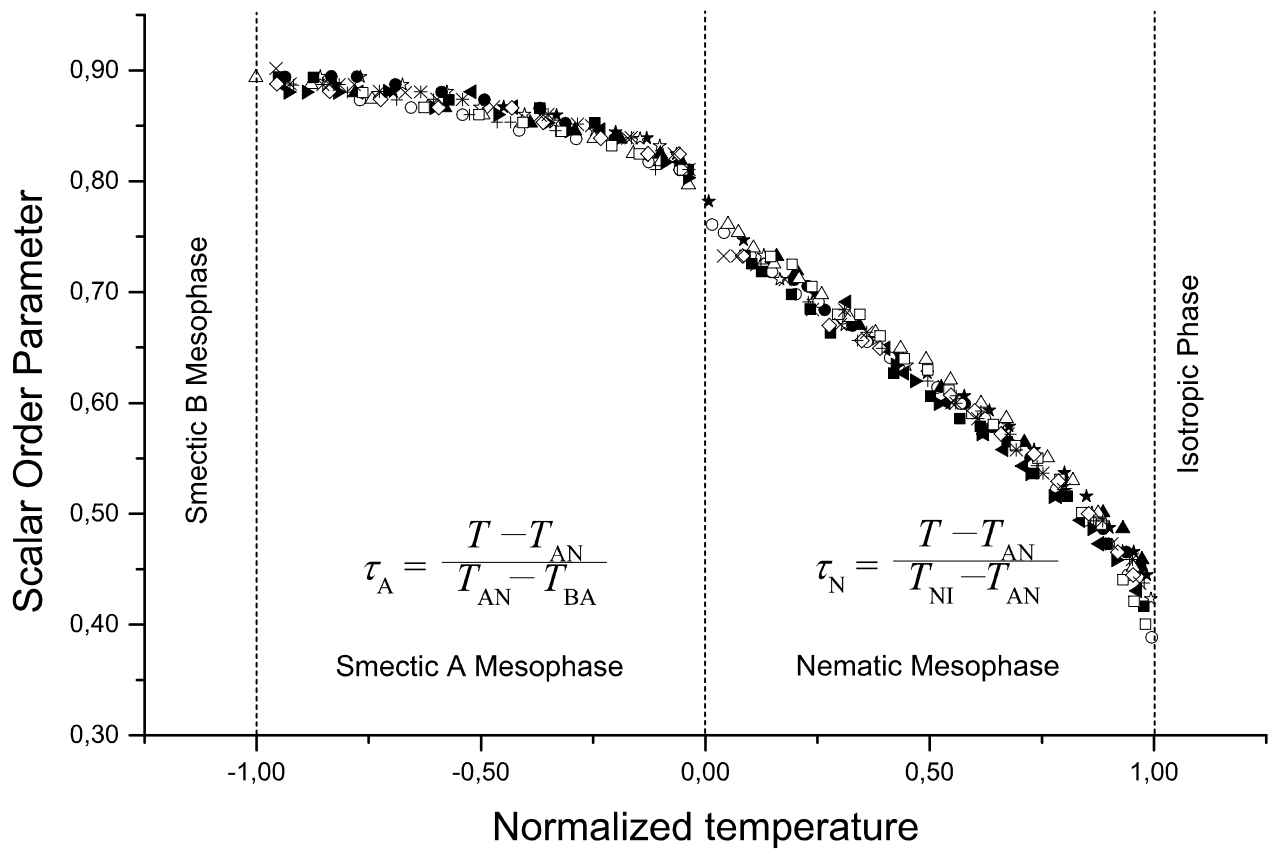 0,90
0,80
0,70
0,60
0,50
0,40
0,30
Scalar Order Parameter
Smectic B Mesophase
Isotropic Phase
τA = T − TAN / TAN − TBA
τN = T − TAN / TNI − TAN
Smectic A Mesophase
Nematic Mesophase
-1,00 -0,50 0,00 0,50 1,00
Normalized temperature